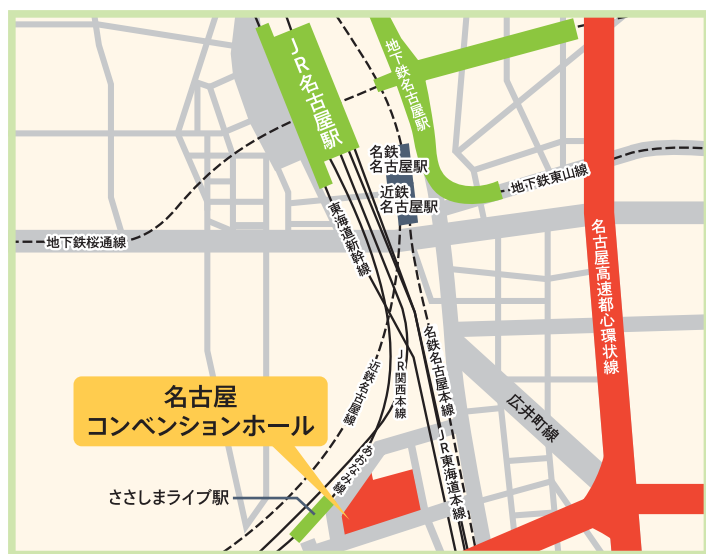 JR名古屋駅
地下鉄名古屋駅
名鉄
名古屋駅
近鉄
名古屋駅
地下鉄東山線
東海道新幹線
地下鉄桜通線
名古屋高速都心環状線
名鉄名古屋本線
JR関西本線
近鉄名古屋線
名古屋
コンベンションホール
広井町線
あおなみ線
JR東海道本線
ささしまライブ駅